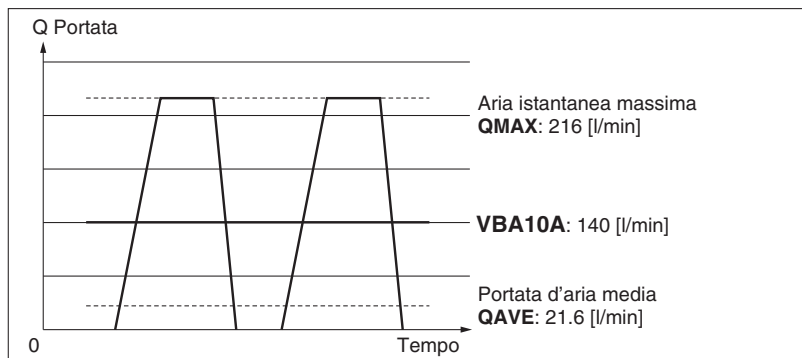 Q Portata
Aria istantanea massima
QMAX: 216 [l/min]
VBA10A: 140 [l/min]
Portata d'aria media
QAVE: 21.6 [l/min]
0
Tempo